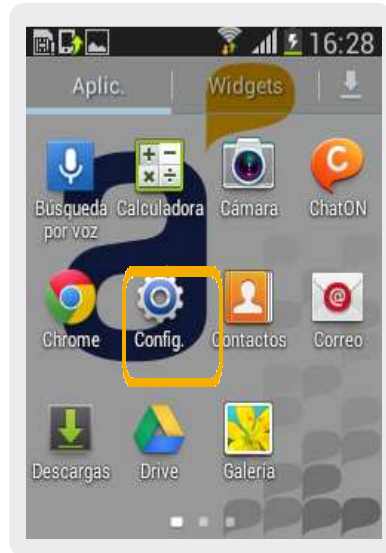 16:28
Aplic. Widgets
Búsqueda por voz Calculadora Cámara ChatON
Chrome Config. Contactos Correo
Descargas Drive Galería